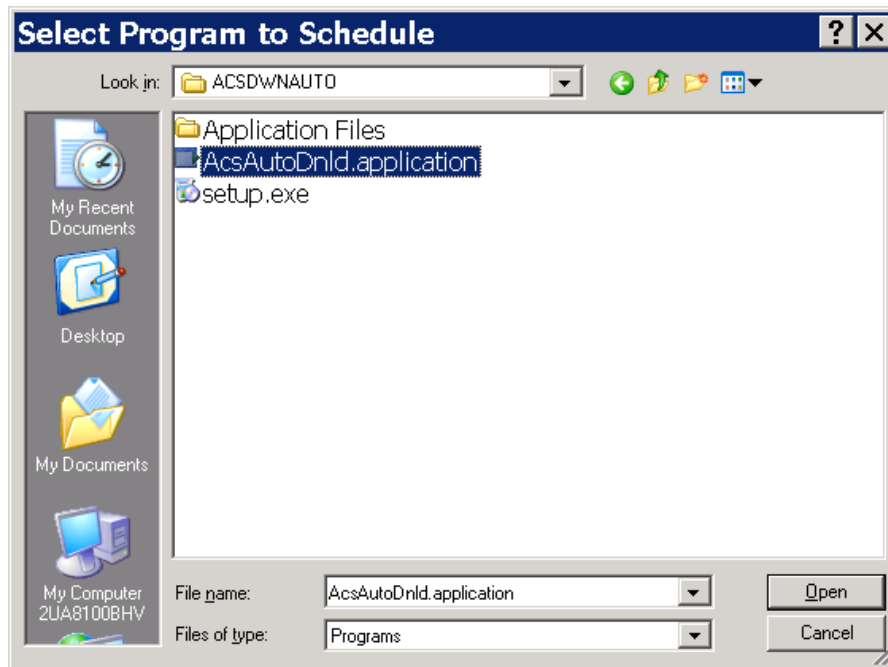 Select Program to Schedule
Look in:
ACSDWNAUTO
Application Files
AcsAutoDnld.application
setup.exe
My Recent
Documents
Desktop
My Documents
My Computer
2UA8100BHV
File name:
AcsAutoDnld.application
Open
Files of type:
Programs
Cancel